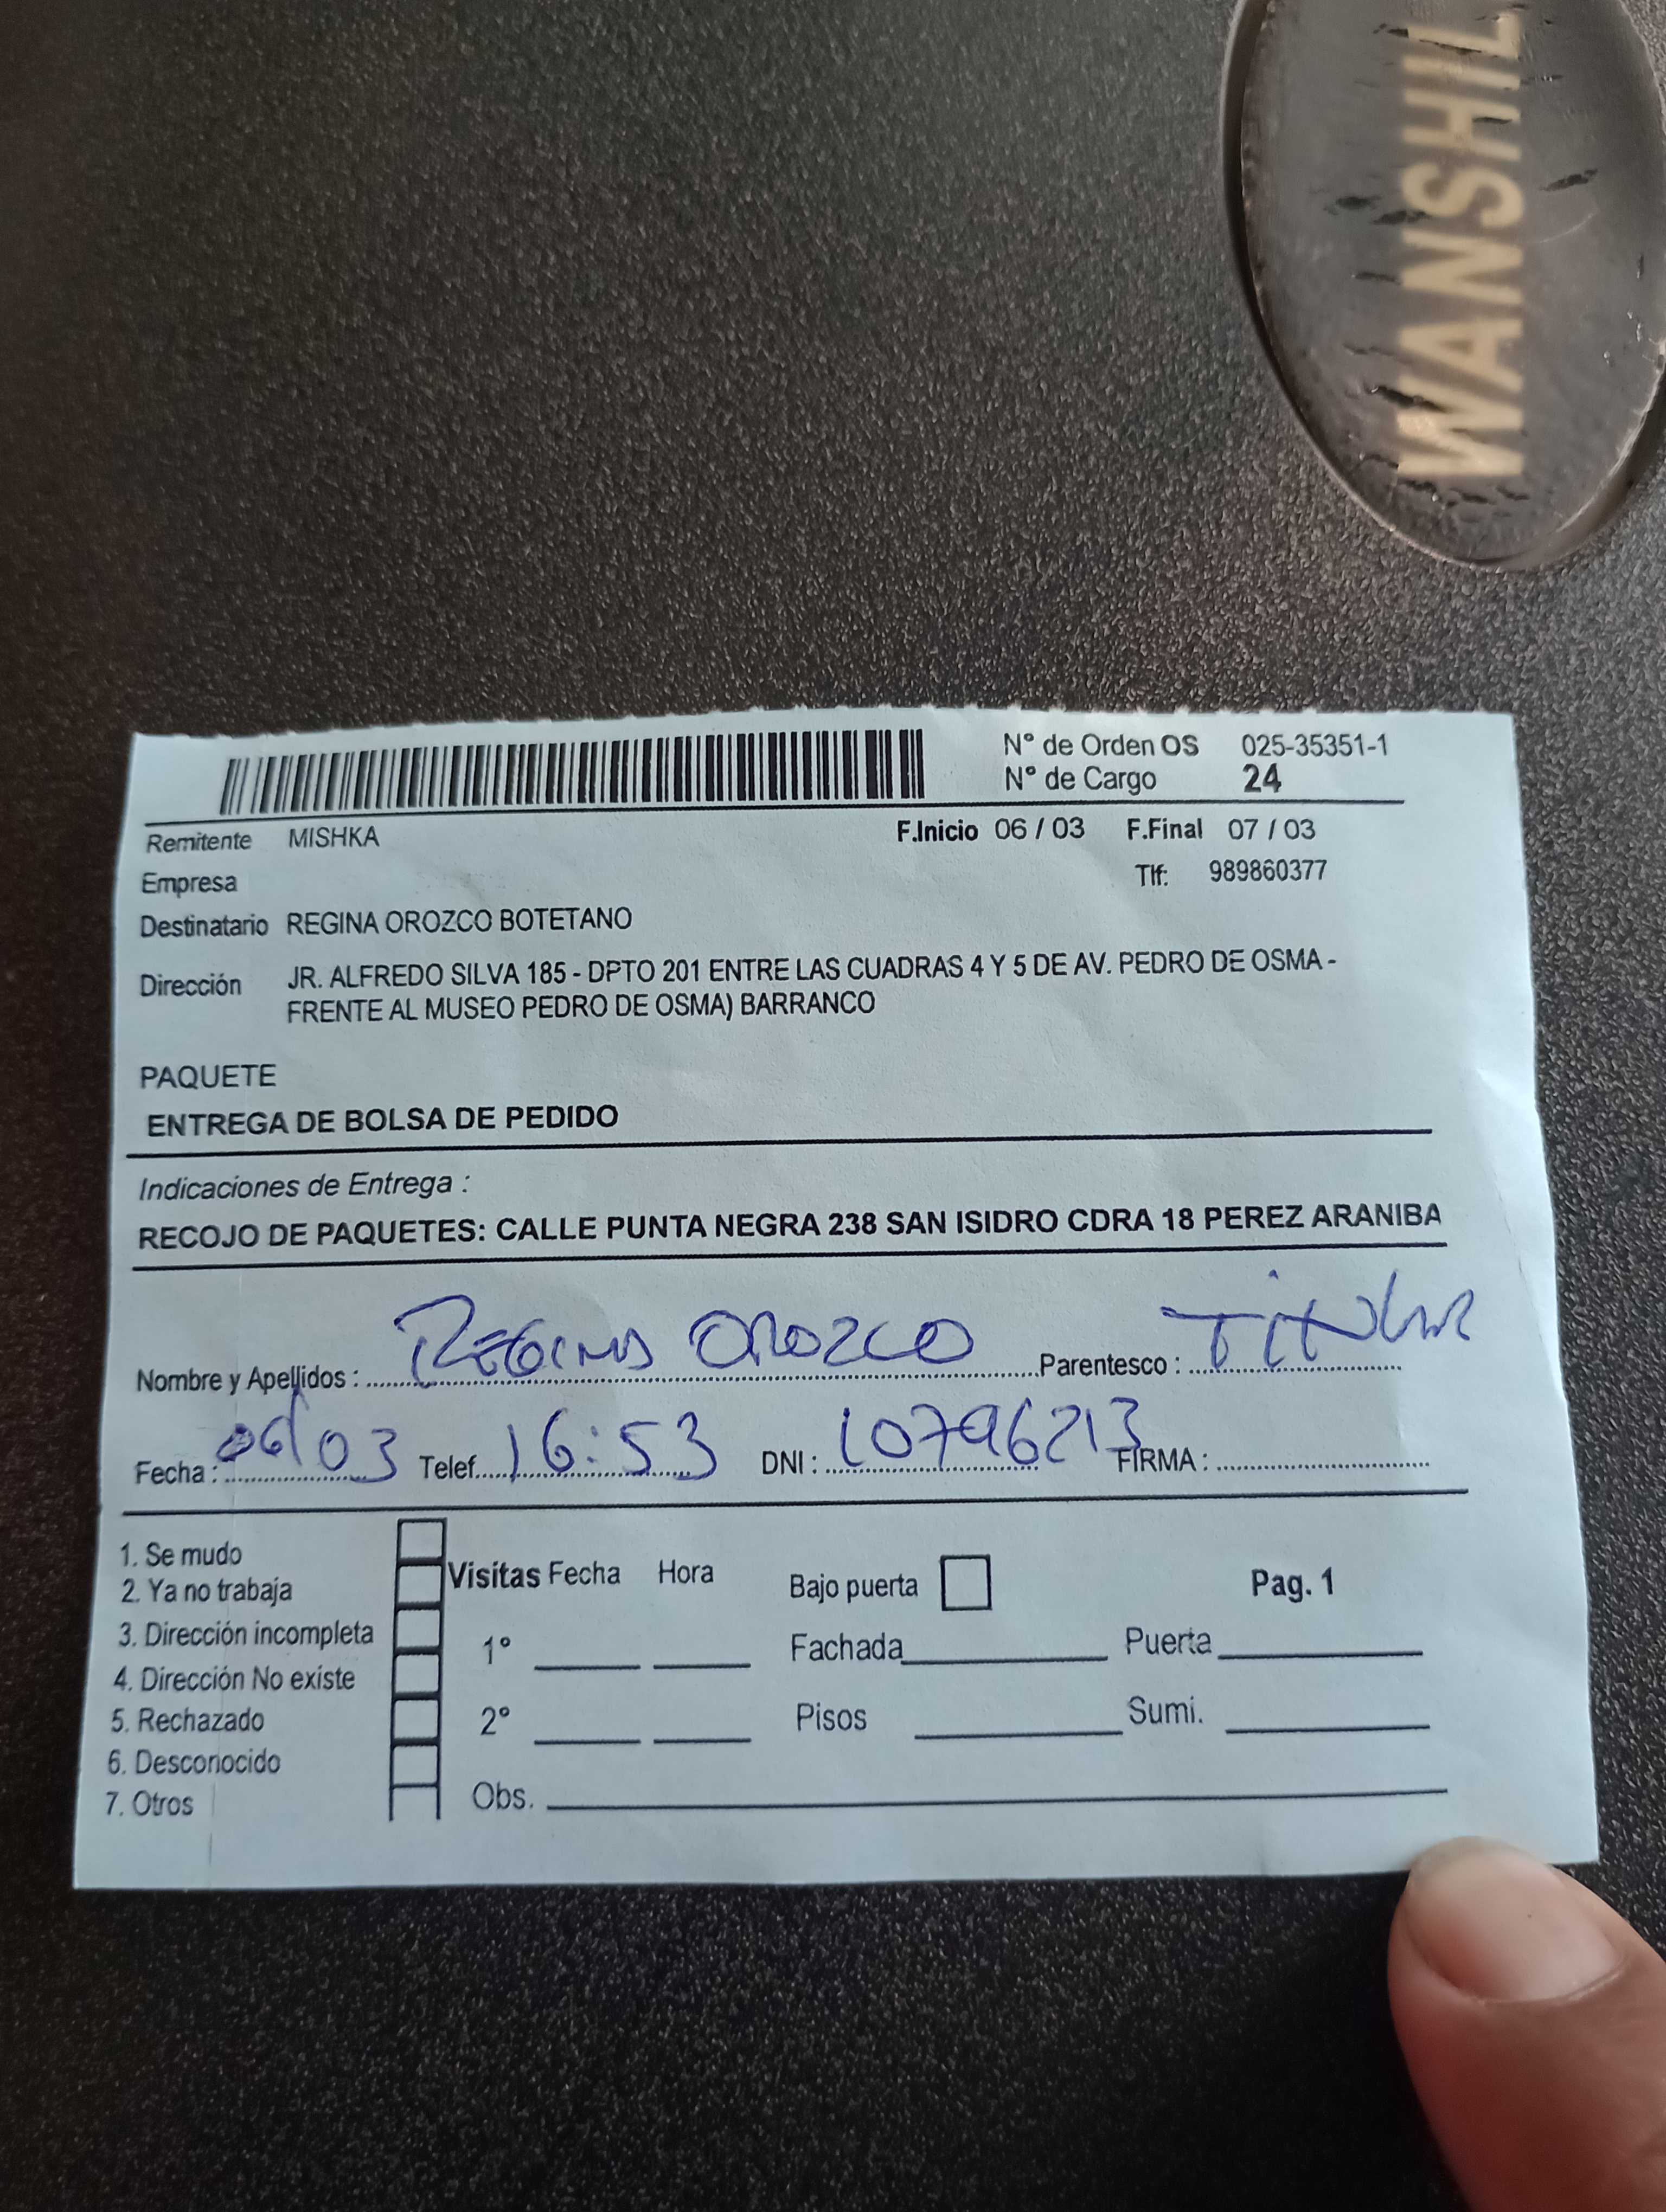 WANSHIL
N° de Orden OS 025-35351-1
N° de Cargo 24
Remitente MISHKA F.Inicio 06 / 03 F.Final 07 / 03
Empresa Tlf: 989860377
Destinatario REGINA OROZCO BOTETANO
Dirección JR. ALFREDO SILVA 185 - DPTO 201 ENTRE LAS CUADRAS 4 Y 5 DE AV. PEDRO DE OSMA -
FRENTE AL MUSEO PEDRO DE OSMA) BARRANCO
PAQUETE
ENTREGA DE BOLSA DE PEDIDO
Indicaciones de Entrega :
RECOJO DE PAQUETES: CALLE PUNTA NEGRA 238 SAN ISIDRO CDRA 18 PEREZ ARANIBA
Nombre y Apellidos : REGINA OROZCO Parentesco : TITULAR
Fecha : 06/03 Telef. 16:53 DNI : 10796213 FIRMA :
1. Se mudo
2. Ya no trabaja
3. Dirección incompleta
4. Dirección No existe
5. Rechazado
6. Desconocido
7. Otros
Visitas Fecha Hora Bajo puerta Pag. 1
1° Fachada Puerta
2° Pisos Sumi.
Obs.